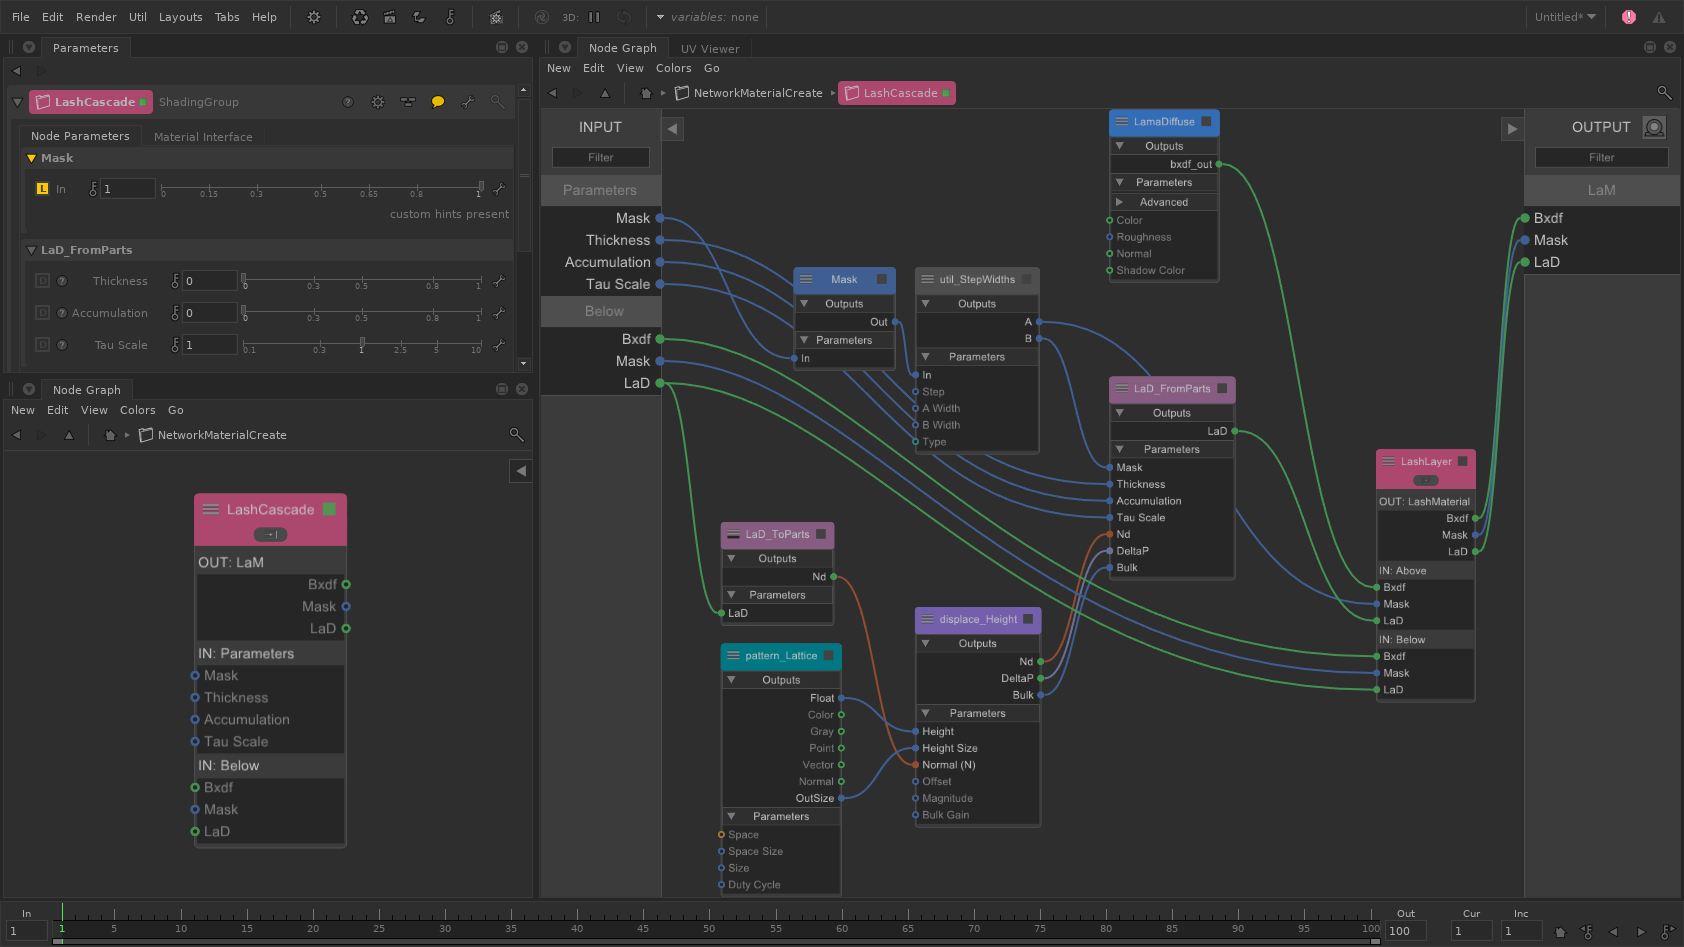 File Edit Render Util Layouts Tabs Help 3D: variables: none Untitled*
Parameters
LashCascade ShadingGroup
Node Parameters Material Interface
Mask
L In 1 0 0.15 0.3 0.5 0.65 0.8 1
custom hints present
LaD_FromParts
D ? Thickness 0 0 0.3 0.5 0.8 1
D ? Accumulation 0 0 0.3 0.5 0.8 1
D ? Tau Scale 1 0.1 0.3 1 2.5 5 10
Node Graph
New Edit View Colors Go
NetworkMaterialCreate
LashCascade
OUT: LaM
Bxdf
Mask
LaD
IN: Parameters
Mask
Thickness
Accumulation
Tau Scale
IN: Below
Bxdf
Mask
LaD
Node Graph UV Viewer
New Edit View Colors Go
NetworkMaterialCreate LashCascade
INPUT
Filter
Parameters
Mask
Thickness
Accumulation
Tau Scale
Below
Bxdf
Mask
LaD
Mask
Outputs
Out
Parameters
In
util_StepWidths
Outputs
A
B
Parameters
In
Step
A Width
B Width
Type
LamaDiffuse
Outputs
bxdf_out
Parameters
Advanced
Color
Roughness
Normal
Shadow Color
LaD_FromParts
Outputs
LaD
Parameters
Mask
Thickness
Accumulation
Tau Scale
Nd
DeltaP
Bulk
LaD_ToParts
Outputs
Nd
Parameters
LaD
pattern_Lattice
Outputs
Float
Color
Gray
Point
Vector
Normal
OutSize
Parameters
Space
Space Size
Size
Duty Cycle
displace_Height
Outputs
Nd
DeltaP
Bulk
Parameters
Height
Height Size
Normal (N)
Offset
Magnitude
Bulk Gain
LashLayer
OUT: LashMaterial
Bxdf
Mask
LaD
IN: Above
Bxdf
Mask
LaD
IN: Below
Bxdf
Mask
LaD
OUTPUT
Filter
LaM
Bxdf
Mask
LaD
In Out Cur Inc
1 1 5 10 15 20 25 30 35 40 45 50 55 60 65 70 75 80 85 90 95 100 100 1 1